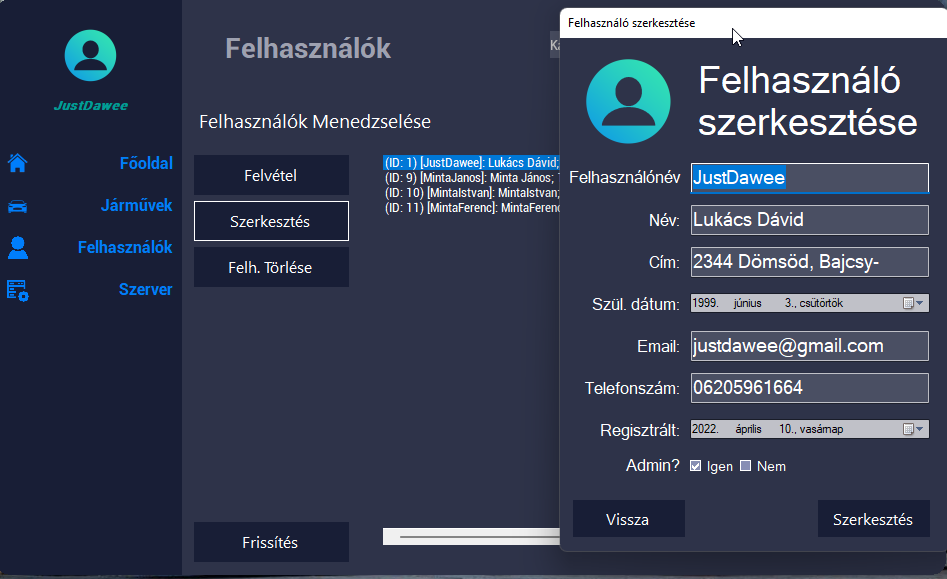 JustDawee
Főoldal
Járművek
Felhasználók
Szerver
Felhasználók
Felhasználók Menedzselése
Felvétel
Szerkesztés
Felh. Törlése
Frissítés
(ID: 1) [JustDawee]: Lukács Dávid;
(ID: 9) [MintaJanos]: Minta János;
(ID: 10) [MintaIstvan]: MintaIstvan;
(ID: 11) [MintaFerenc]: MintaFerenc
Felhasználó szerkesztése
Felhasználó
szerkesztése
Felhasználónév JustDawee
Név: Lukács Dávid
Cím: 2344 Dömsöd, Bajcsy-
Szül. dátum: 1999. június 3., csütörtök
Email: justdawee@gmail.com
Telefonszám: 06205961664
Regisztrált: 2022. április 10., vasárnap
Admin? Igen Nem
Vissza Szerkesztés